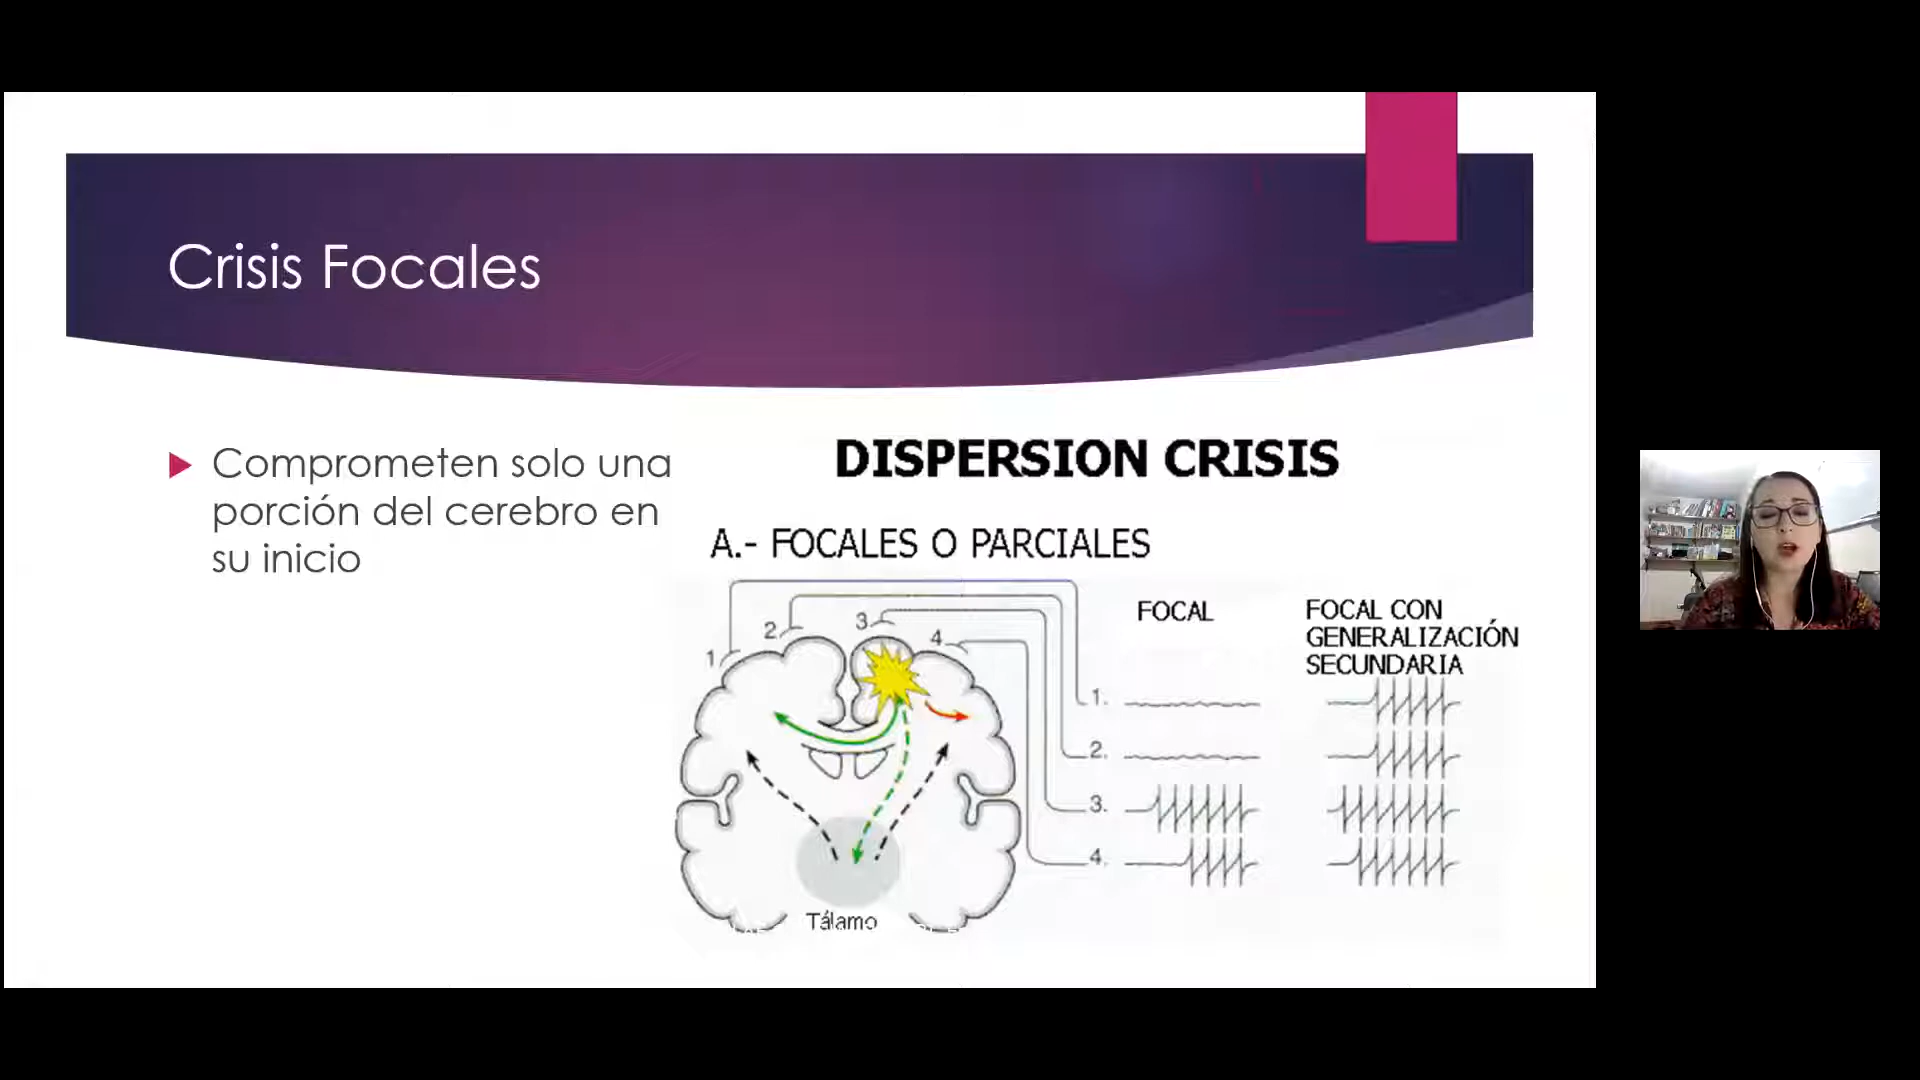 Crisis Focales
Comprometen solo una
porción del cerebro en
su inicio
DISPERSION CRISIS
A.- FOCALES O PARCIALES
FOCAL
FOCAL CON
GENERALIZACIÓN
SECUNDARIA
1
2
3
4
1.
2.
3.
4.
Tálamo